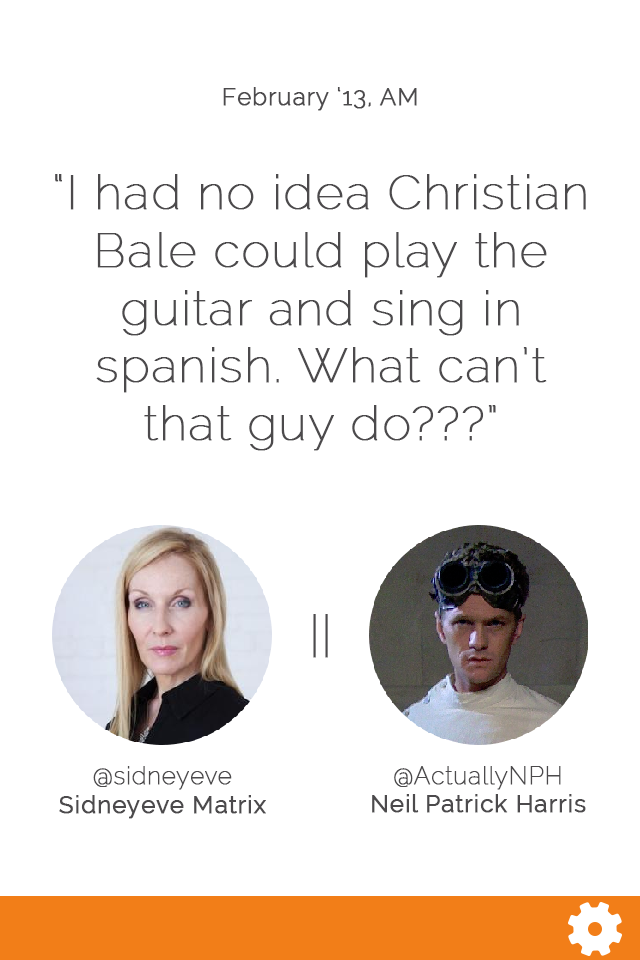 February '13, AM
"I had no idea Christian
Bale could play the
guitar and sing in
spanish. What can't
that guy do???"
||
@sidneyeve
Sidneyeve Matrix
@ActuallyNPH
Neil Patrick Harris